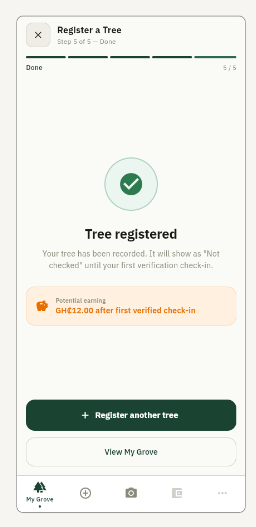 Register a Tree
Step 5 of 5 — Done
Done
5 / 5
Tree registered
Your tree has been recorded. It will show as "Not
checked" until your first verification check-in.
Potential earning
GH₵12.00 after first verified check-in
+ Register another tree
View My Grove
My Grove